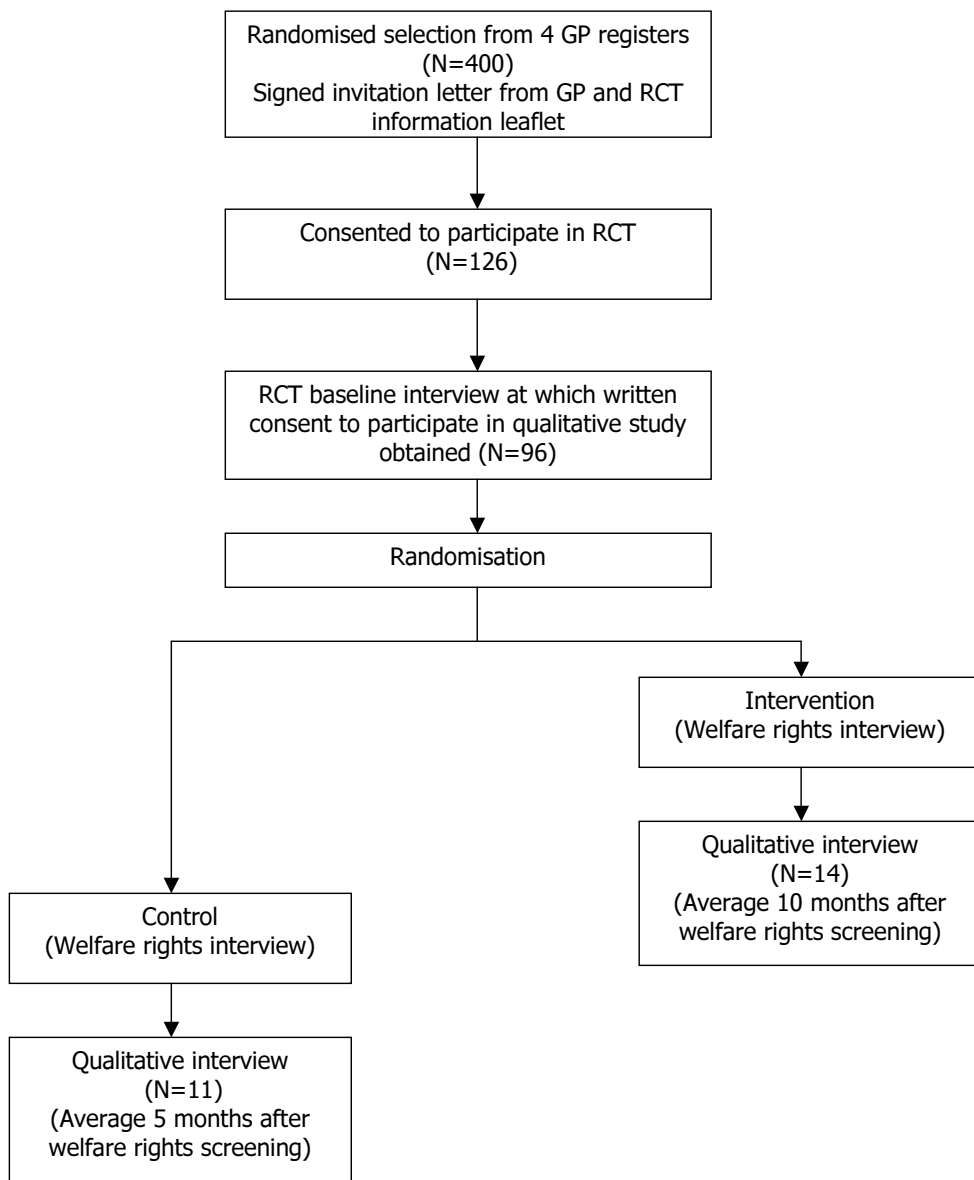 Randomised selection from 4 GP registers
(N=400)
Signed invitation letter from GP and RCT
information leaflet
Consented to participate in RCT
(N=126)
RCT baseline interview at which written
consent to participate in qualitative study
obtained (N=96)
Randomisation
Intervention
(Welfare rights interview)
Qualitative interview
(N=14)
(Average 10 months after
welfare rights screening)
Control
(Welfare rights interview)
Qualitative interview
(N=11)
(Average 5 months after
welfare rights screening)